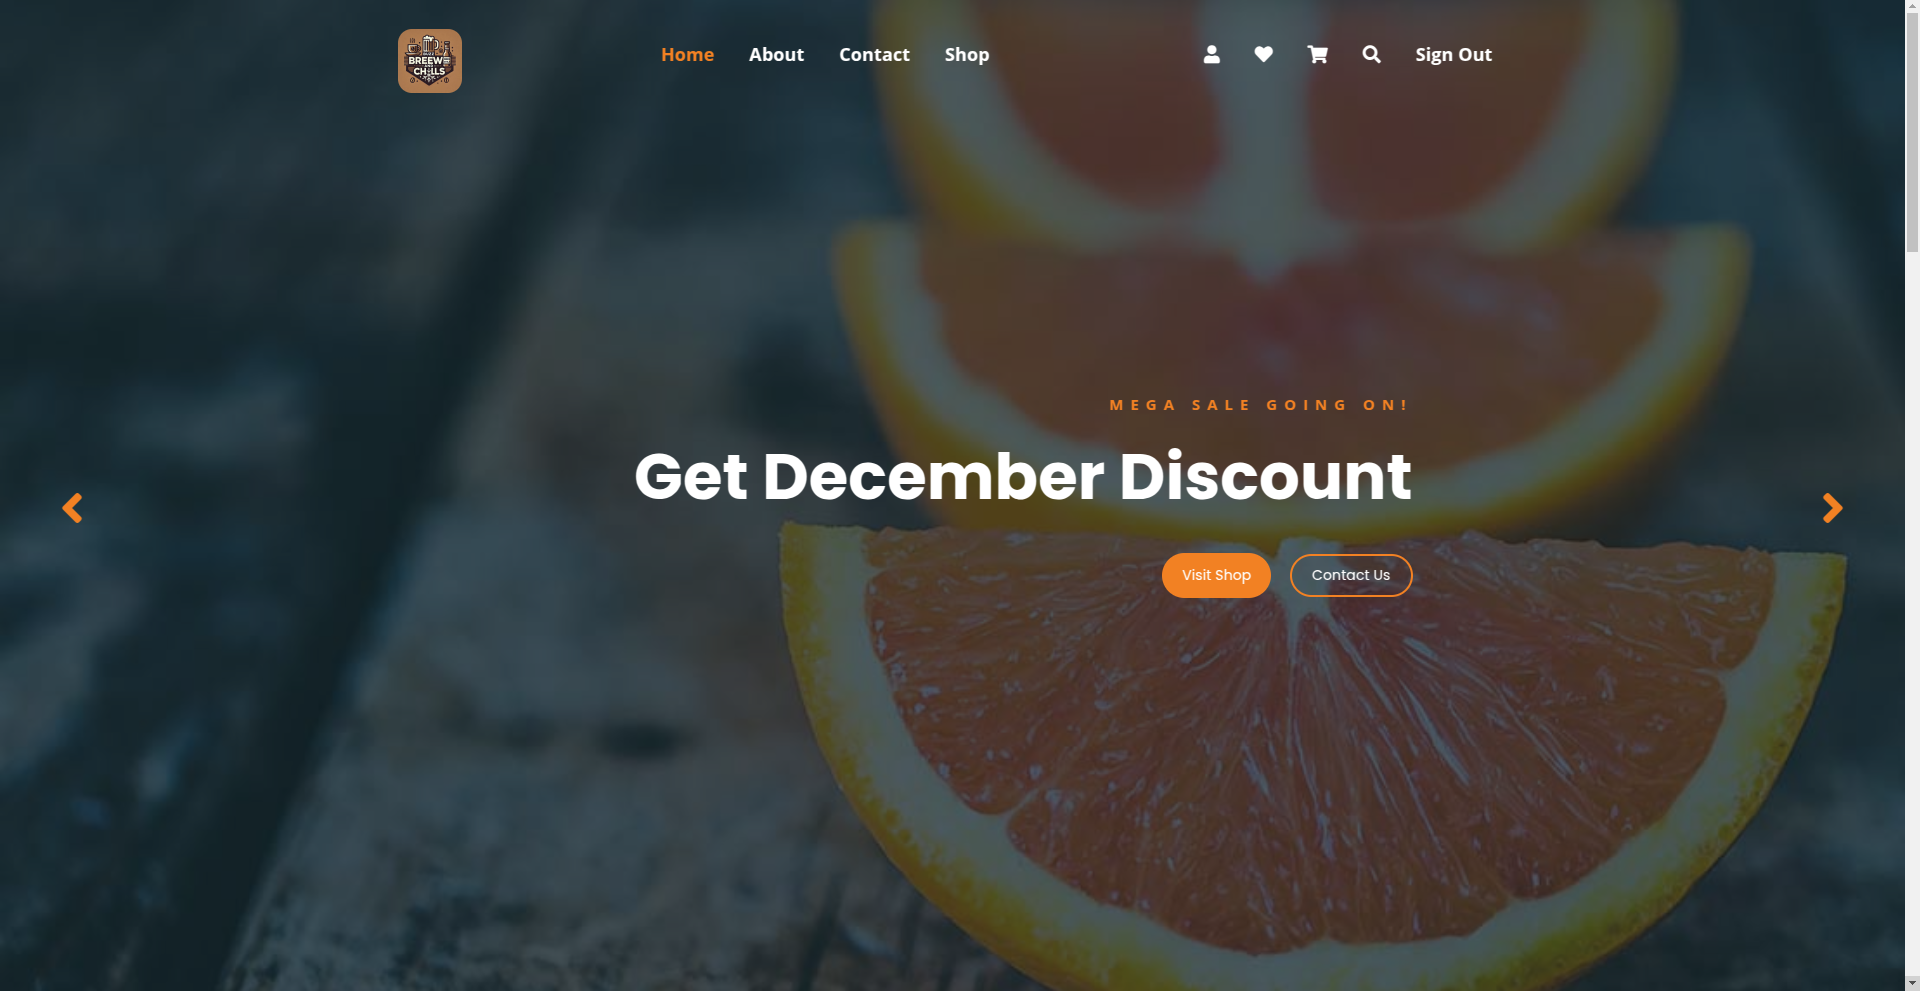 BREEW
CHILLS
Home About Contact Shop Sign Out
MEGA SALE GOING ON!
Get December Discount
Visit Shop Contact Us